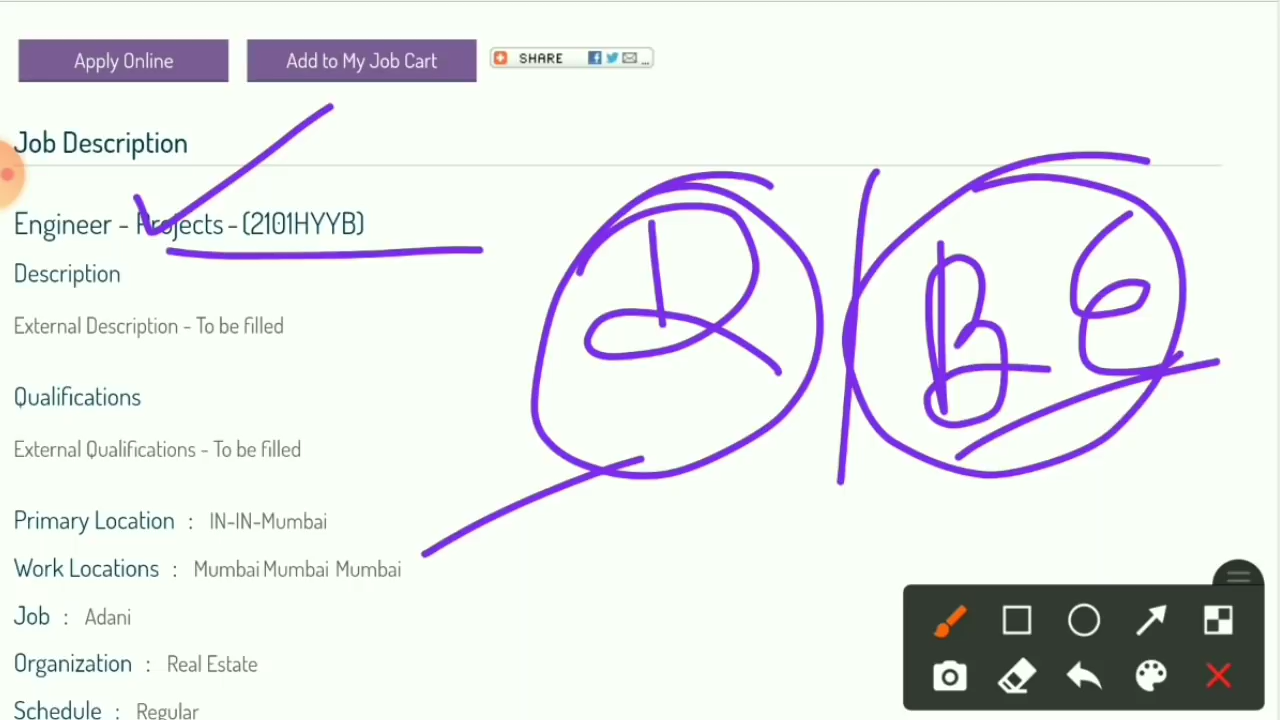 Apply Online Add to My Job Cart SHARE ...
Job Description
Engineer - Projects - (2101HYYB)
Description
External Description - To be filled
D | B E
Qualifications
External Qualifications - To be filled
Primary Location : IN-IN-Mumbai
Work Locations : Mumbai Mumbai Mumbai
Job : Adani
Organization : Real Estate
Schedule : Regular